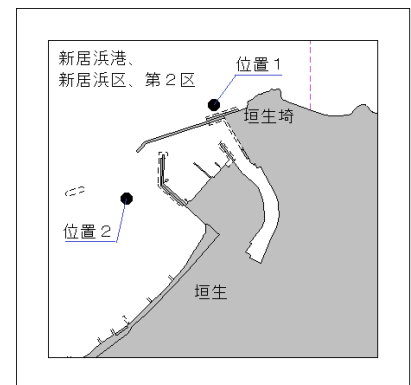 新居浜港、
新居浜区、第２区
位置１
垣生埼
位置２
垣生